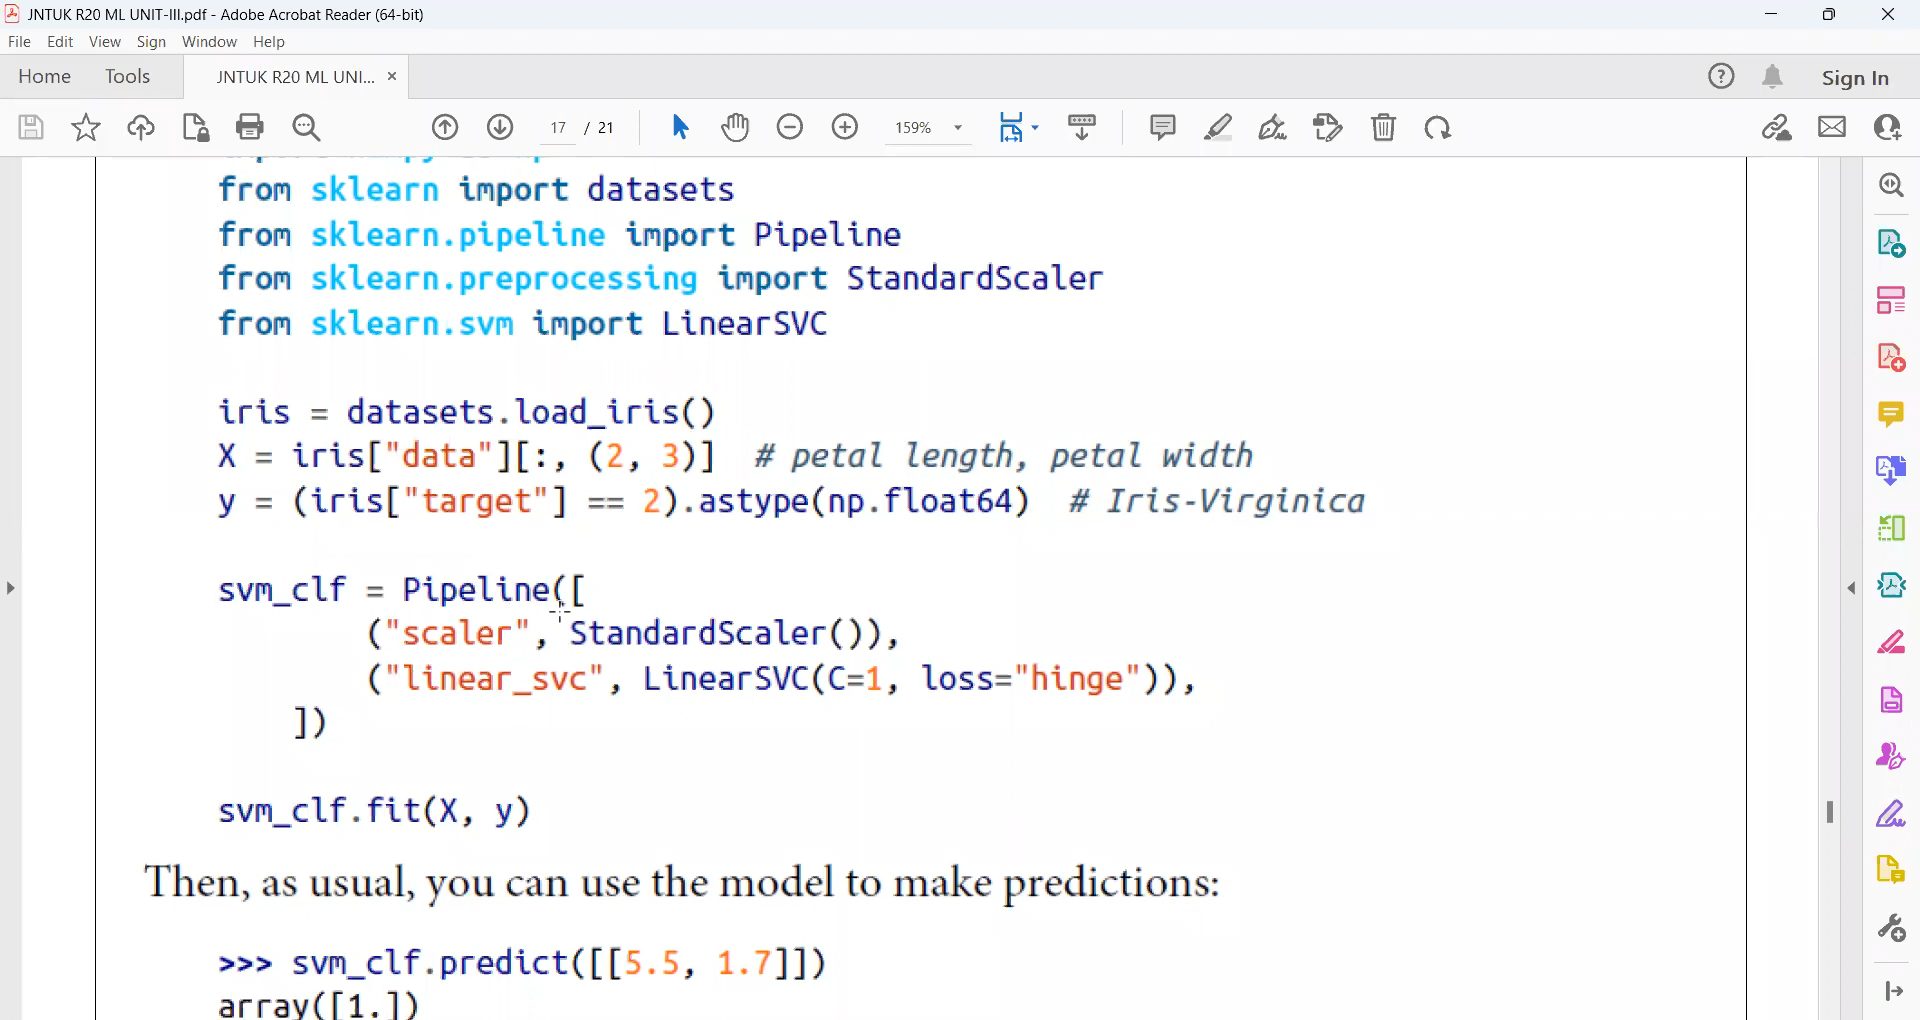 JNTUK R20 ML UNIT-III.pdf - Adobe Acrobat Reader (64-bit)
File Edit View Sign Window Help
Home Tools JNTUK R20 ML UNI... × Sign In
17 / 21 159%
from sklearn import datasets
from sklearn.pipeline import Pipeline
from sklearn.preprocessing import StandardScaler
from sklearn.svm import LinearSVC
iris = datasets.load_iris()
X = iris["data"][:, (2, 3)] # petal length, petal width
y = (iris["target"] == 2).astype(np.float64) # Iris-Virginica
svm_clf = Pipeline([
("scaler", StandardScaler()),
("linear_svc", LinearSVC(C=1, loss="hinge")),
])
svm_clf.fit(X, y)
Then, as usual, you can use the model to make predictions:
>>> svm_clf.predict([[5.5, 1.7]])
array([1.])